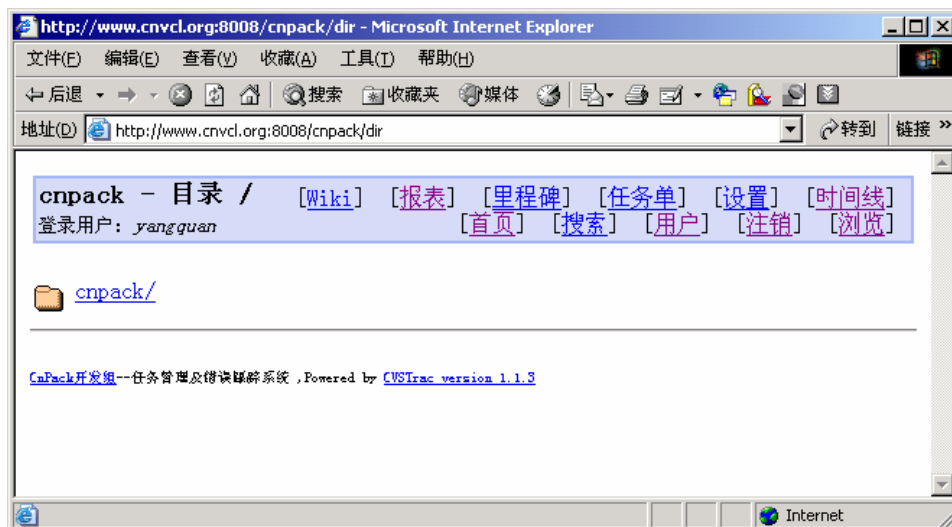 http://www.cnvcl.org:8008/cnpack/dir - Microsoft Internet Explorer
文件(F) 编辑(E) 查看(V) 收藏(A) 工具(T) 帮助(H)
后退 搜索 收藏夹 媒体
地址(D) http://www.cnvcl.org:8008/cnpack/dir 转到 链接 »
cnpack - 目录 / [Wiki] [报表] [里程碑] [任务单] [设置] [时间线]
登录用户: yangquan [首页] [搜索] [用户] [注销] [浏览]
cnpack/
CnPack开发组--任务管理及错误跟踪系统 ,Powered by CVSTrac version 1.1.3
Internet